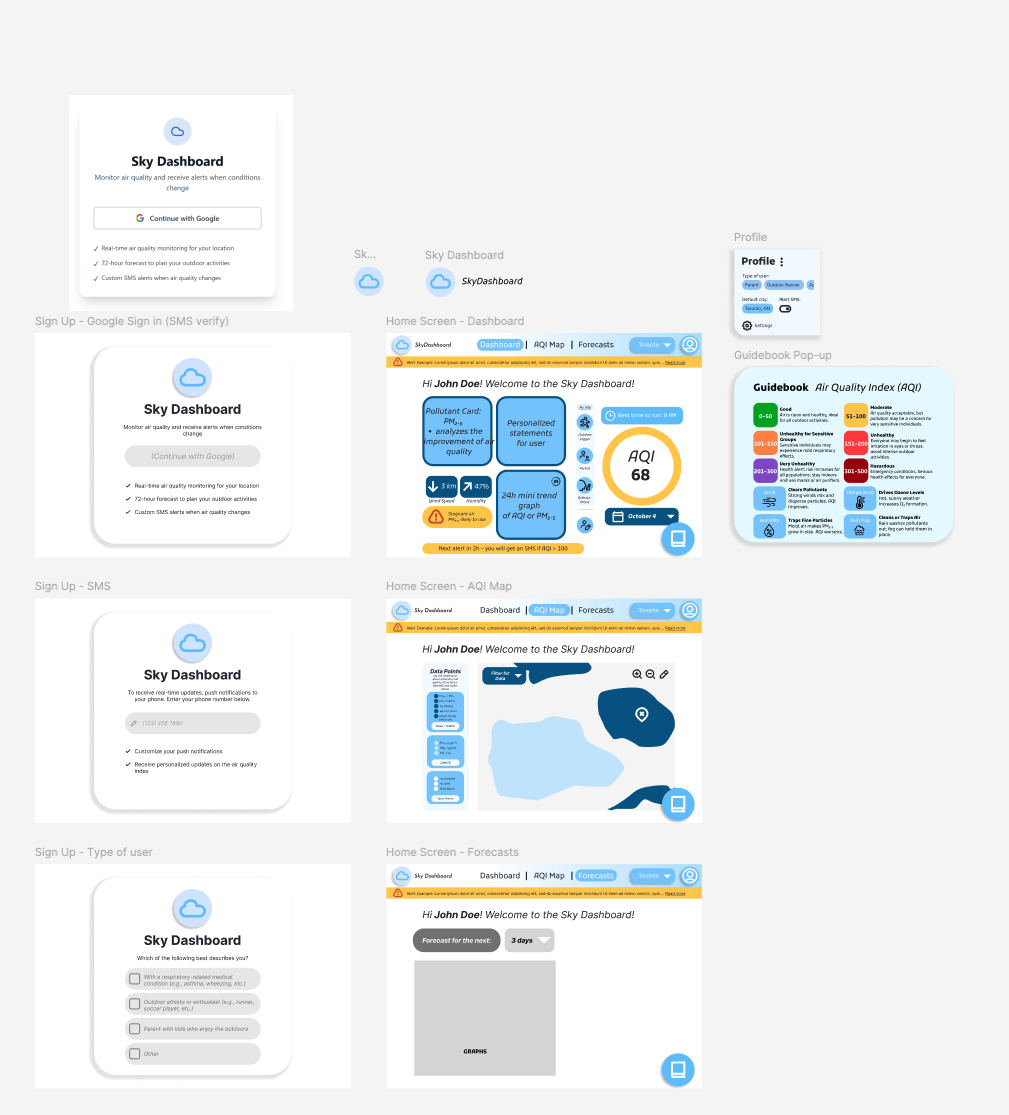 Sky Dashboard
Monitor air quality and receive alerts when conditions
change
Continue with Google
✓ Real-time air quality monitoring for your location
✓ 72-hour forecast to plan your outdoor activities
✓ Custom SMS alerts when air quality changes
Sk...
Sky Dashboard
SkyDashboard
Profile
Profile
Type of user:
Parent
Outdoor Runner
Default city:
Alert SMS:
Toronto, ON
Settings
Sign Up - Google Sign in (SMS verify)
Sky Dashboard
Monitor air quality and receive alerts when conditions
change
(Continue with Google)
✓ Real-time air quality monitoring for your location
✓ 72-hour forecast to plan your outdoor activities
✓ Custom SMS alerts when air quality changes
Home Screen - Dashboard
SkyDashboard
Dashboard | AQI Map | Forecasts
Toronto
Alert Example: Lorem ipsum dolor sit amet, consectetur adipiscing elit, sed do eiusmod tempor incididunt Ut enim ad minim veniam, quis ... Read more
Hi John Doe! Welcome to the Sky Dashboard!
Pollutant Card:
PM₂.₅
• analyzes the
improvement of air
quality
Personalized
statements
for user
3 km
47%
Wind Speed
Humidity
Stagnant air
PM₂.₅ likely to rise
24h mini trend
graph
of AQI or PM₂.₅
Outdoor
Parent
Best time to run: 9 AM
AQI
68
October 4
Next alert in 2h - you will get an SMS if AQI > 100
Guidebook Pop-up
Guidebook Air Quality Index (AQI)
0-50
Good
Air is clean and healthy, ideal
for all outdoor activities.
51-100
Moderate
Air quality acceptable, but
pollution may be a concern for
very sensitive individuals.
101-150
Unhealthy for Sensitive
Groups
Sensitive individuals may
experience mild respiratory
effects.
151-200
Unhealthy
Everyone may begin to feel
irritation in eyes or throat.
avoid intense outdoor
activities.
201-300
Very Unhealthy
Health alert: risk increases for
all populations; stay indoors
and use masks or air purifiers.
301-500
Hazardous
Emergency conditions. Serious
health effects for everyone.
Wind
Clears Pollutants
Strong winds mix and
disperse particles. AQI
improves.
Temperature
Drives Ozone Levels
Hot, sunny weather
increases O₃ formation.
Humidity
Traps Fine Particles
Moist air makes PM₂.₅
grow in size. AQI worsens.
Rain/Fog
Cleans or Traps Air
Rain washes pollutants
out; fog can hold them in
place.
Sign Up - SMS
Sky Dashboard
To receive real-time updates, push notifications to
your phone. Enter your phone number below.
(123) 456 7890
✓ Customize your push notifications
✓ Receive personalized updates on the air quality
index
Home Screen - AQI Map
Sky Dashboard
Dashboard | AQI Map | Forecasts
Toronto
Alert Example: Lorem ipsum dolor sit amet, consectetur adipiscing elit, sed do eiusmod tempor incididunt Ut enim ad minim veniam, quis ... Read more
Hi John Doe! Welcome to the Sky Dashboard!
Data Points
Filter for
Data
Sign Up - Type of user
Sky Dashboard
Which of the following best describes you?
With a respiratory-related medical
condition (e.g., asthma, wheezing, etc.)
Outdoor athlete or enthusiast (e.g., runner,
soccer player, etc.)
Parent with kids who enjoy the outdoors
Other
Home Screen - Forecasts
Sky Dashboard
Dashboard | AQI Map | Forecasts
Toronto
Alert Example: Lorem ipsum dolor sit amet, consectetur adipiscing elit, sed do eiusmod tempor incididunt Ut enim ad minim veniam, quis ... Read more
Hi John Doe! Welcome to the Sky Dashboard!
Forecast for the next:
3 days
GRAPHS